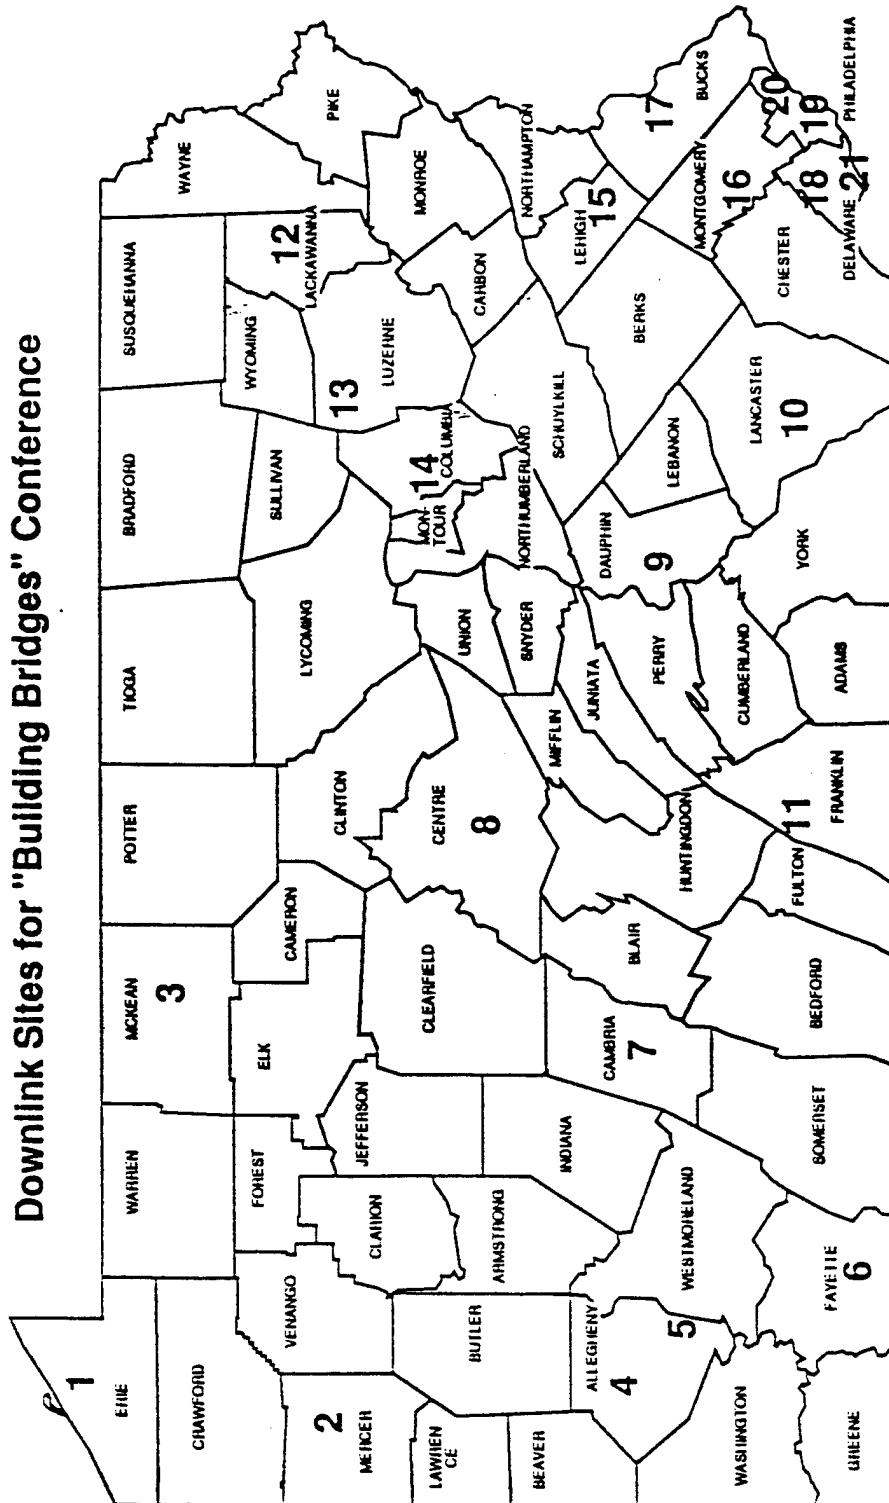 Downlink Sites for "Building Bridges" Conference
1
ERIE
CRAWFORD
WARREN
MCKEAN
3
POTTER
TIOGA
BRADFORD
SUSQUEHANNA
WAYNE
PIKE
WYOMING
12
LACKAWANNA
SULLIVAN
VENANGO
FOREST
ELK
CAMERON
LYCOMING
CLINTON
2
MERCER
13
LUZERNE
MONROE
CLARION
JEFFERSON
CLEARFIELD
CENTRE
8
UNION
MON-
TOUR
14
COLUMBIA
CARBON
LAWREN
CE
BUTLER
ARMSTRONG
NORTHAMPTON
SNYDER
NORTHUMBERLAND
SCHUYLKILL
BEAVER
INDIANA
MIFFLIN
JUNIATA
LEHIGH
15
ALLEGHENY
4
5
CAMBRIA
7
BLAIR
HUNTINGDON
PERRY
DAUPHIN
9
LEBANON
BERKS
17
BUCKS
WESTMORELAND
CUMBERLAND
LANCASTER
10
MONTGOMERY
16
20
19
PHILADELPHIA
WASHINGTON
CHESTER
18
DELAWARE
21
GREENE
FAYETTE
6
SOMERSET
BEDFORD
FULTON
11
FRANKLIN
ADAMS
YORK